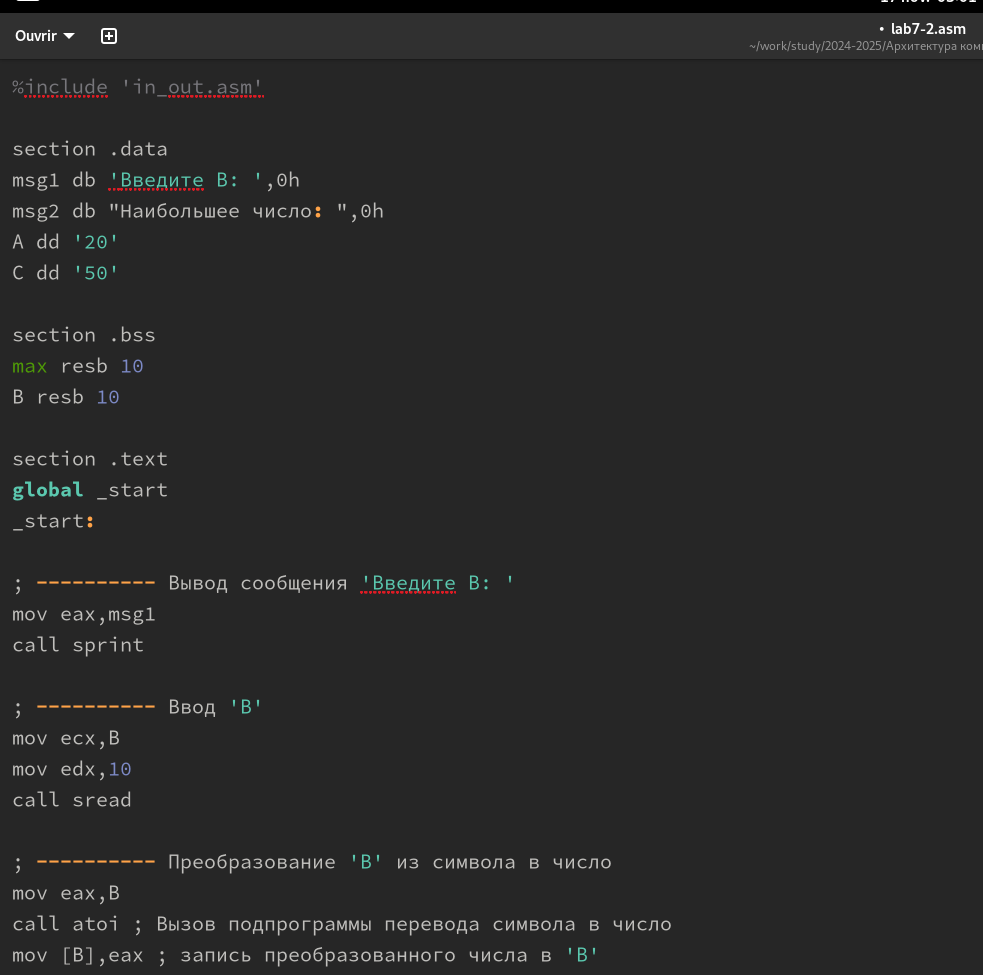 Ouvrir
• lab7-2.asm
~/work/study/2024-2025/Архитектура
%include 'in_out.asm'
section .data
msg1 db 'Введите B: ',0h
msg2 db "Наибольшее число: ",0h
A dd '20'
C dd '50'
section .bss
max resb 10
B resb 10
section .text
global _start
_start:
; ---------- Вывод сообщения 'Введите B: '
mov eax,msg1
call sprint
; ---------- Ввод 'B'
mov ecx,B
mov edx,10
call sread
; ---------- Преобразование 'B' из символа в число
mov eax,B
call atoi ; Вызов подпрограммы перевода символа в число
mov [B],eax ; запись преобразованного числа в 'B'